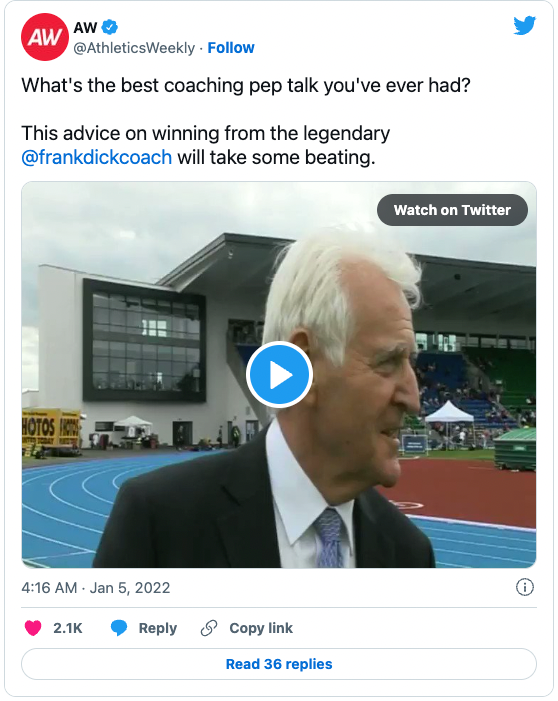 AW
AW
@AthleticsWeekly · Follow
What's the best coaching pep talk you've ever had?
This advice on winning from the legendary
@frankdickcoach will take some beating.
Watch on Twitter
HOTOS
HOTOS
4:16 AM · Jan 5, 2022
2.1K Reply Copy link
Read 36 replies